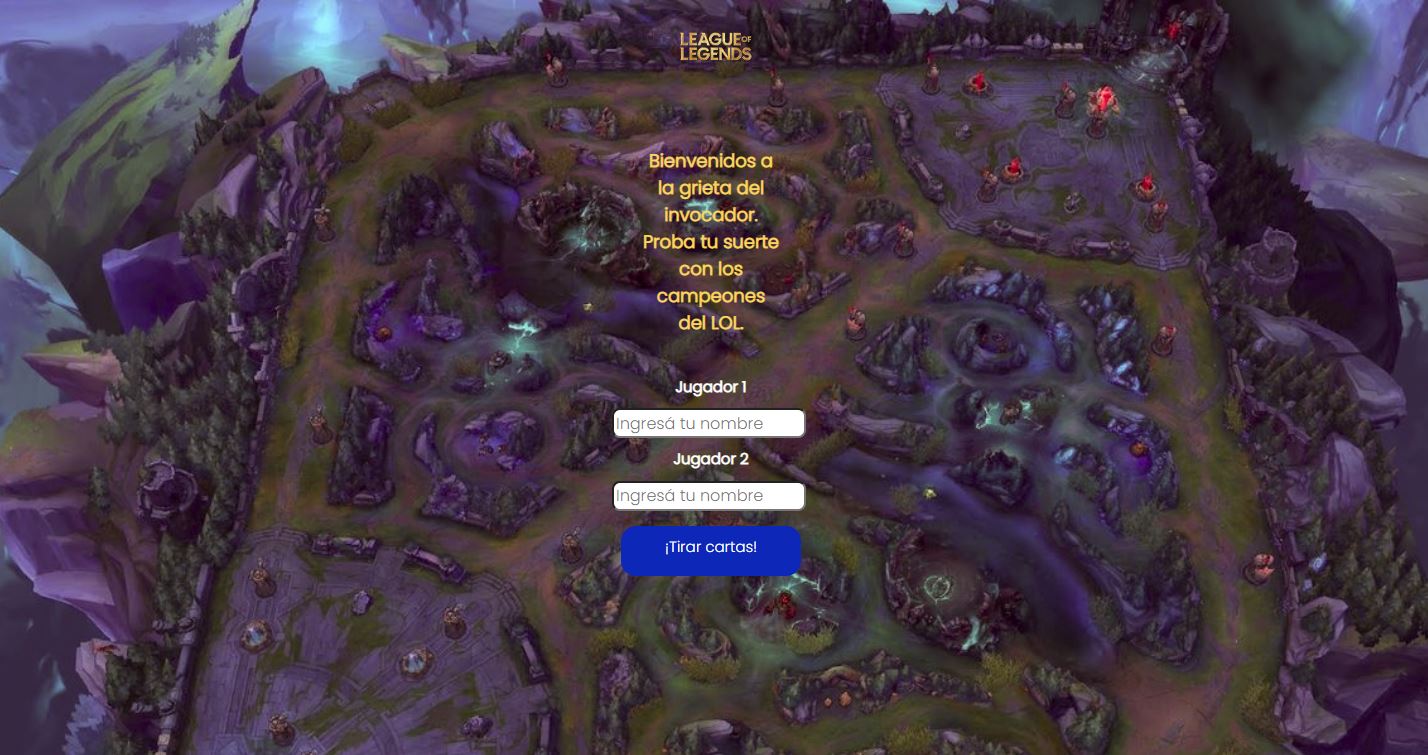 LEAGUE OF
LEGENDS
Bienvenidos a
la grieta del
invocador.
Proba tu suerte
con los
campeones
del LOL.
Jugador 1
Ingresá tu nombre
Jugador 2
Ingresá tu nombre
¡Tirar cartas!